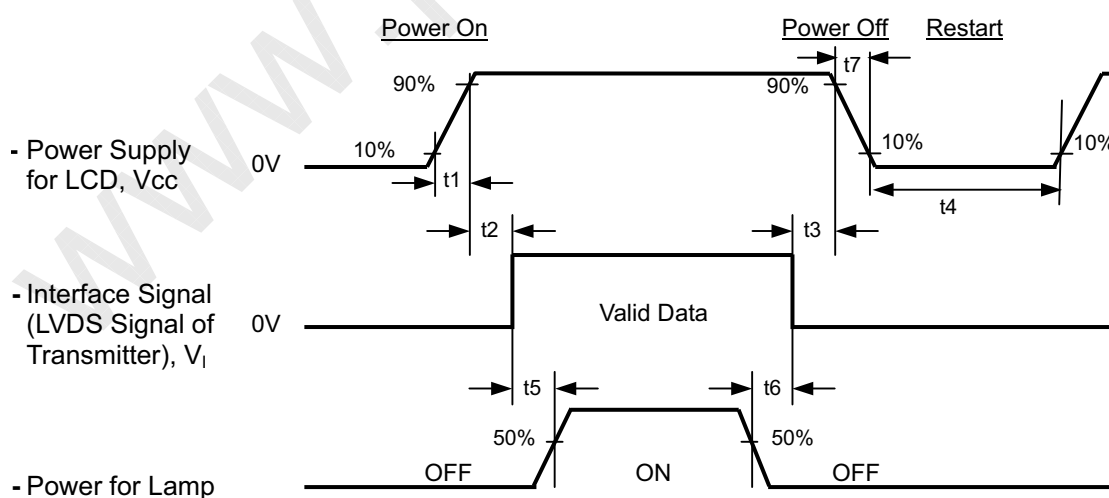 Power On
Power Off
Restart
t7
90%
90%
- Power Supply
for LCD, Vcc
0V
10%
10%
10%
t1
t4
t2
t3
- Interface Signal
(LVDS Signal of
Transmitter), VI
0V
Valid Data
t5
t6
50%
50%
- Power for Lamp
OFF
ON
OFF
www.